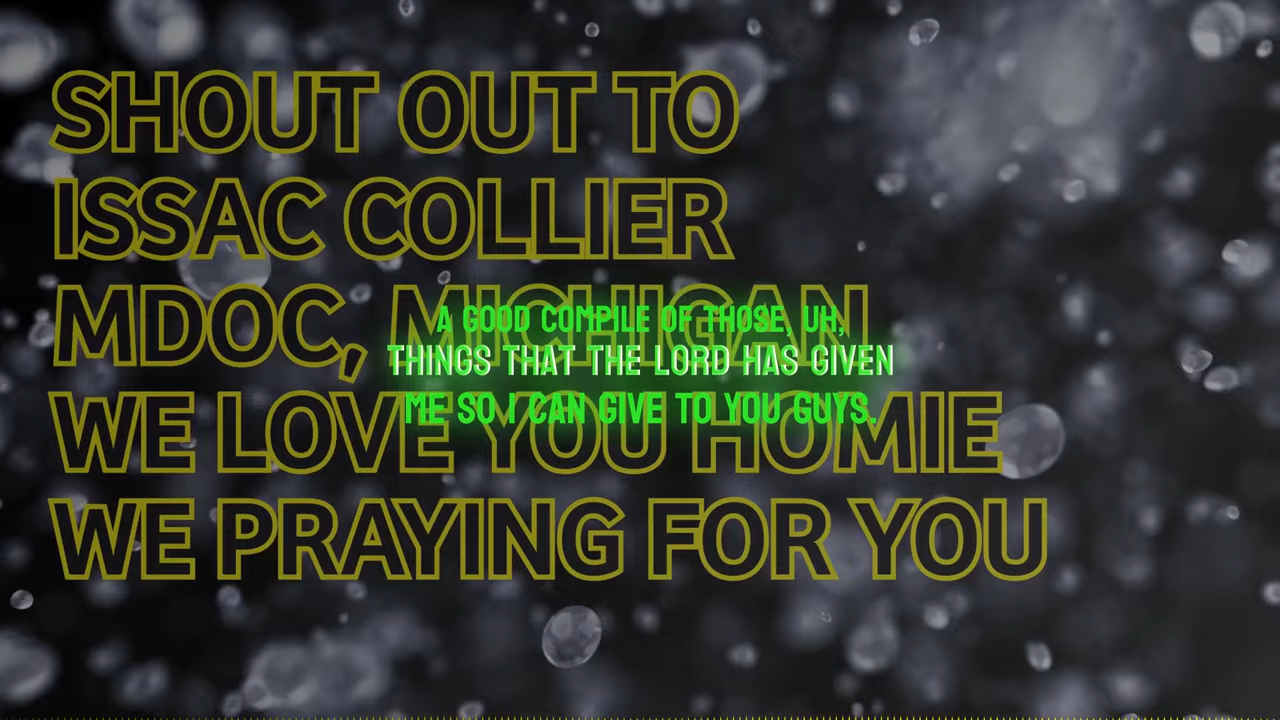 SHOUT OUT TO
ISSAC COLLIER
MDOC, MICHIGAN
WE LOVE YOU HOMIE
WE PRAYING FOR YOU
A GOOD COMPILE OF THOSE, UH,
THINGS THAT THE LORD HAS GIVEN
ME SO I CAN GIVE TO YOU GUYS.